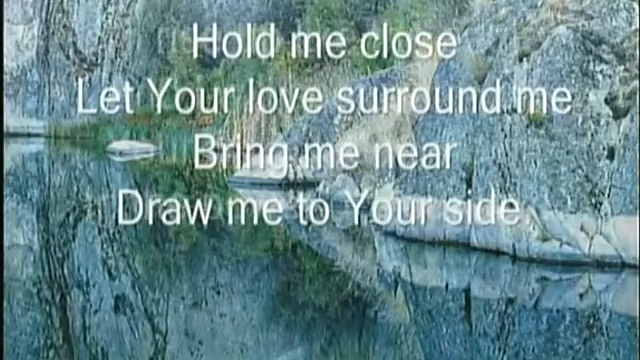 Hold me close
Let Your love surround me
Bring me near
Draw me to Your side.